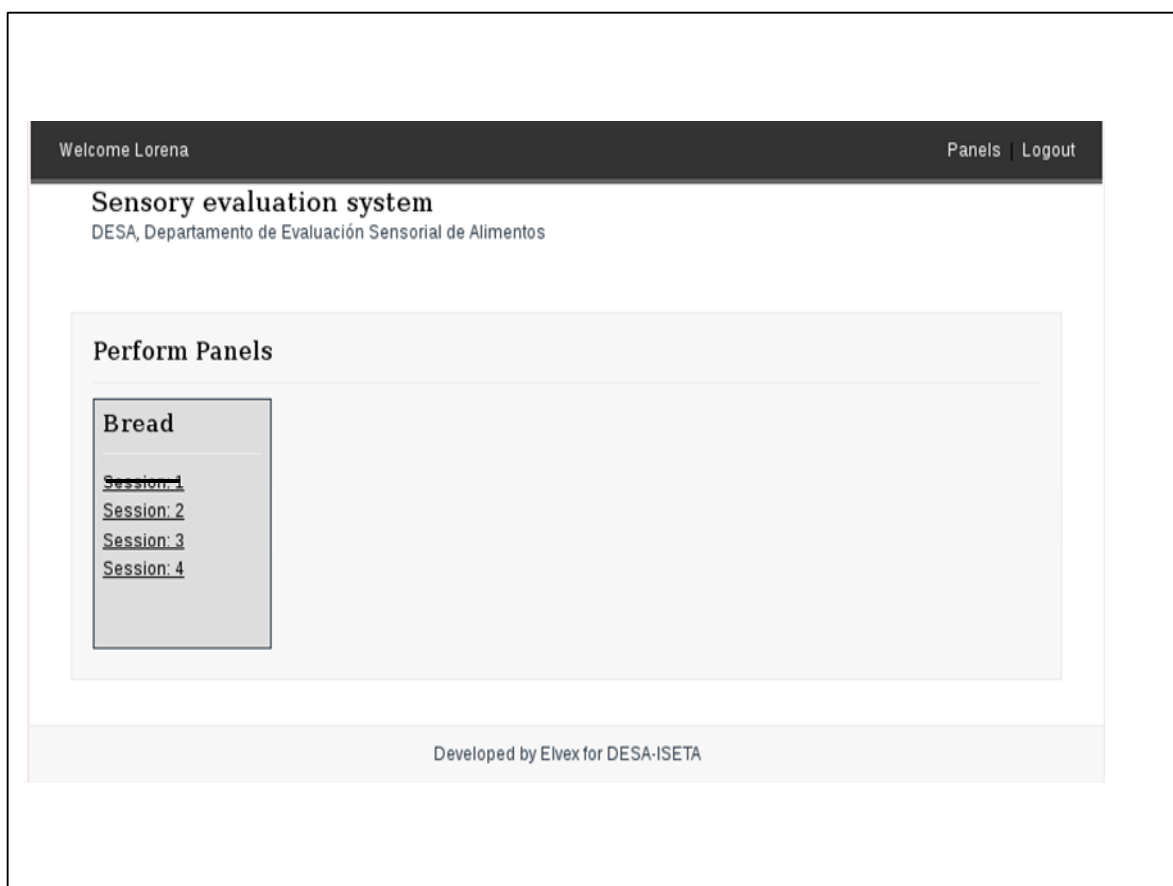 Welcome Lorena
Panels | Logout
Sensory evaluation system
DESA, Departamento de Evaluación Sensorial de Alimentos
Perform Panels
Bread
Session: 1
Session: 2
Session: 3
Session: 4
Developed by Elvex for DESA-ISETA